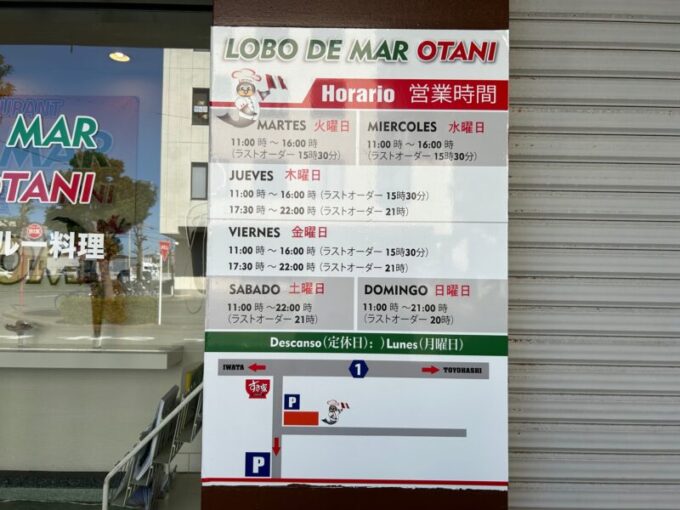 LOBO DE MAR OTANI
Horario 営業時間
MARTES 火曜日
11:00 時 〜 16:00 時
(ラストオーダー 15時30分)
MIERCOLES 水曜日
11:00 時 〜 16:00 時
(ラストオーダー 15時30分)
JUEVES 木曜日
11:00 時 〜 16:00 時 (ラストオーダー 15時30分)
17:30 時 〜 22:00 時 (ラストオーダー 21時)
VIERNES 金曜日
11:00 時 〜 16:00 時 (ラストオーダー 15時30分)
17:30 時 〜 22:00 時 (ラストオーダー 21時)
SABADO 土曜日
11:00 時 〜22:00 時
(ラストオーダー 21時)
DOMINGO 日曜日
11:00 時 〜21:00 時
(ラストオーダー 20時)
Descanso(定休日): )Lunes(月曜日)
IWATA
1
TOYOHASHI
すき家
P
P
MAR
OTANI
ルー料理